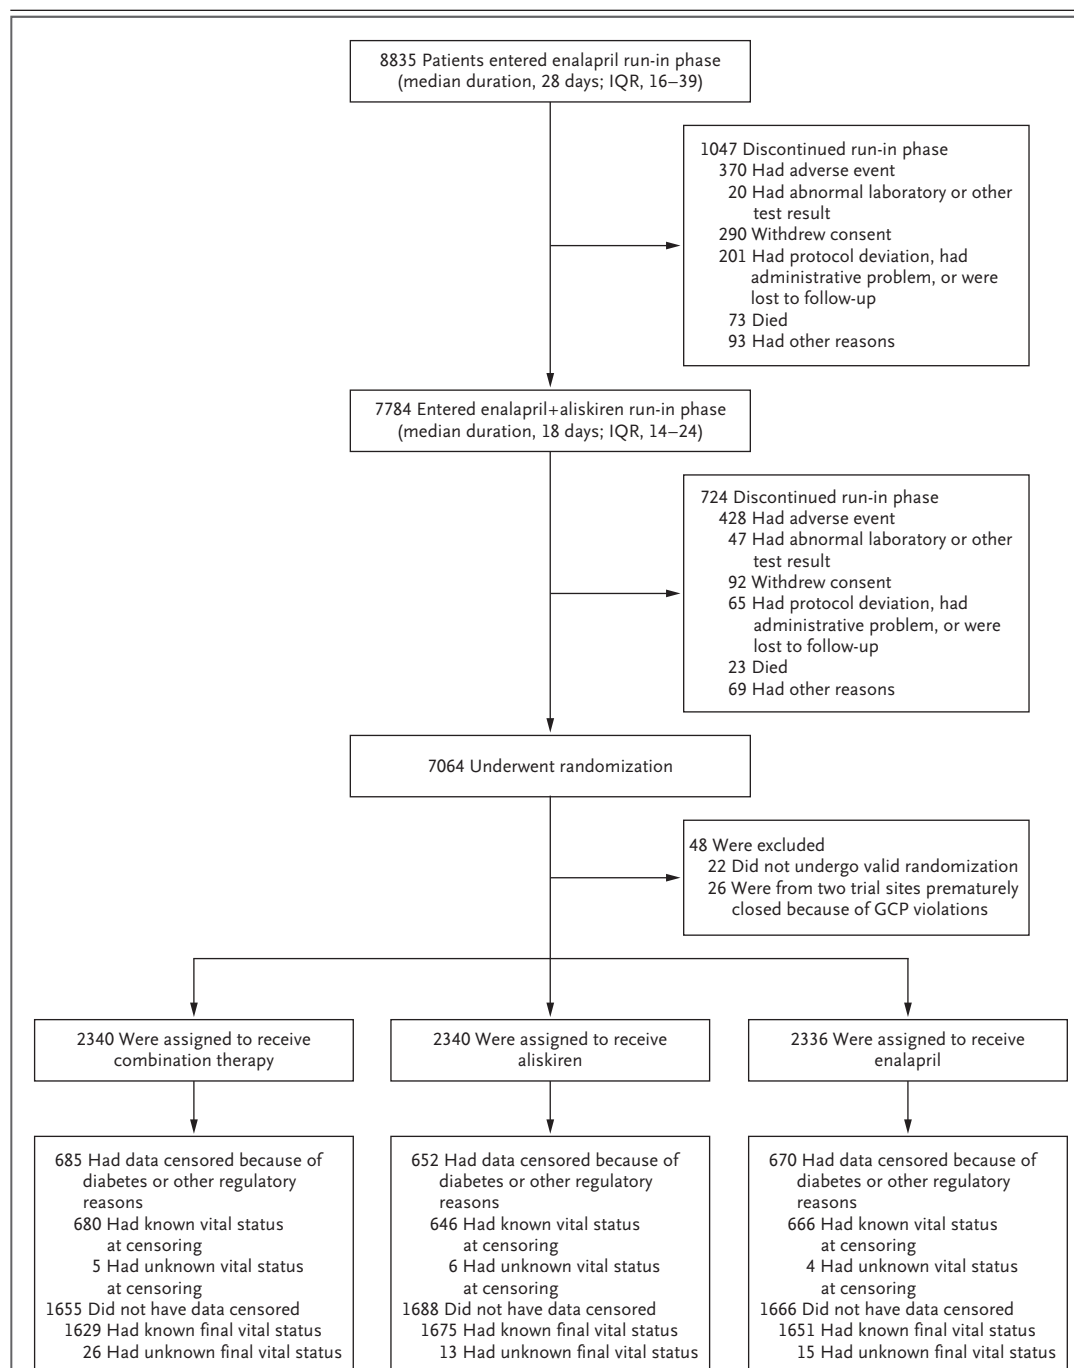 8835 Patients entered enalapril run-in phase
(median duration, 28 days; IQR, 16–39)
1047 Discontinued run-in phase
370 Had adverse event
20 Had abnormal laboratory or other
test result
290 Withdrew consent
201 Had protocol deviation, had
administrative problem, or were
lost to follow-up
73 Died
93 Had other reasons
7784 Entered enalapril+aliskiren run-in phase
(median duration, 18 days; IQR, 14–24)
724 Discontinued run-in phase
428 Had adverse event
47 Had abnormal laboratory or other
test result
92 Withdrew consent
65 Had protocol deviation, had
administrative problem, or were
lost to follow-up
23 Died
69 Had other reasons
7064 Underwent randomization
48 Were excluded
22 Did not undergo valid randomization
26 Were from two trial sites prematurely
closed because of GCP violations
2340 Were assigned to receive
combination therapy
2340 Were assigned to receive
aliskiren
2336 Were assigned to receive
enalapril
685 Had data censored because of
diabetes or other regulatory
reasons
680 Had known vital status
at censoring
5 Had unknown vital status
at censoring
1655 Did not have data censored
1629 Had known final vital status
26 Had unknown final vital status
652 Had data censored because of
diabetes or other regulatory
reasons
646 Had known vital status
at censoring
6 Had unknown vital status
at censoring
1688 Did not have data censored
1675 Had known final vital status
13 Had unknown final vital status
670 Had data censored because of
diabetes or other regulatory
reasons
666 Had known vital status
at censoring
4 Had unknown vital status
at censoring
1666 Did not have data censored
1651 Had known final vital status
15 Had unknown final vital status